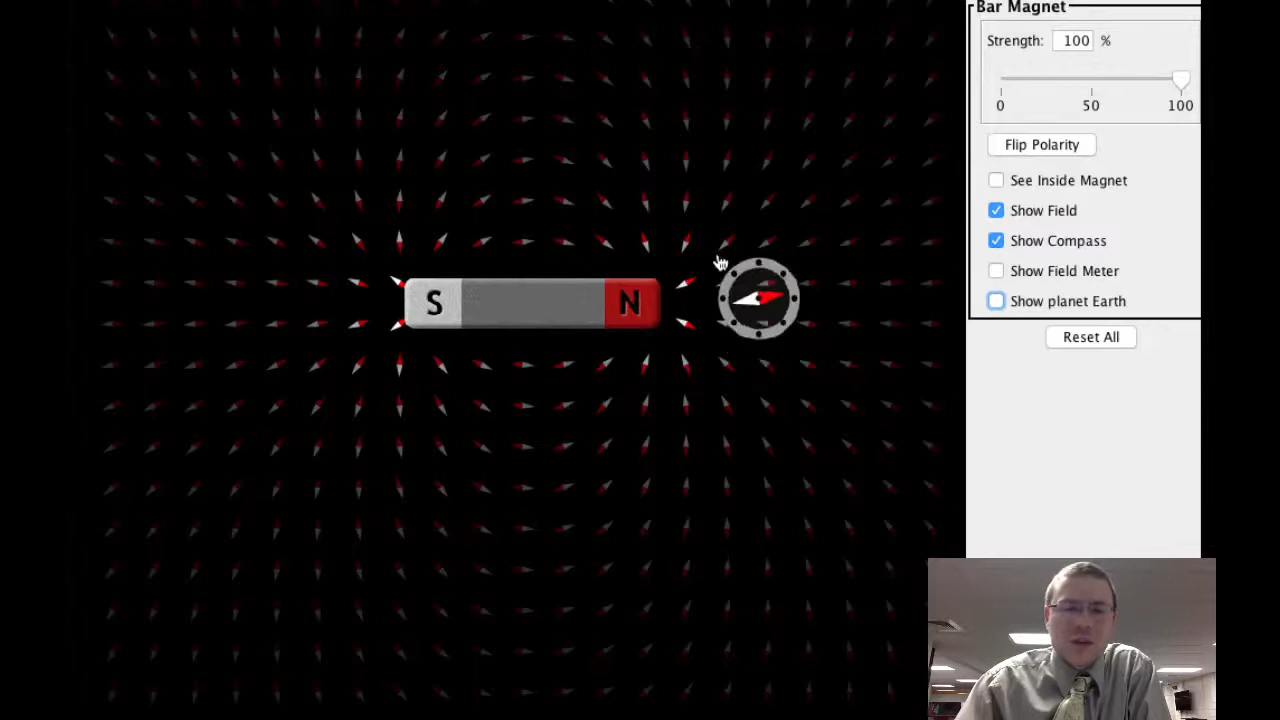 Bar Magnet
Strength: 100 %
0 50 100
Flip Polarity
See Inside Magnet
Show Field
Show Compass
Show Field Meter
Show planet Earth
Reset All
S N